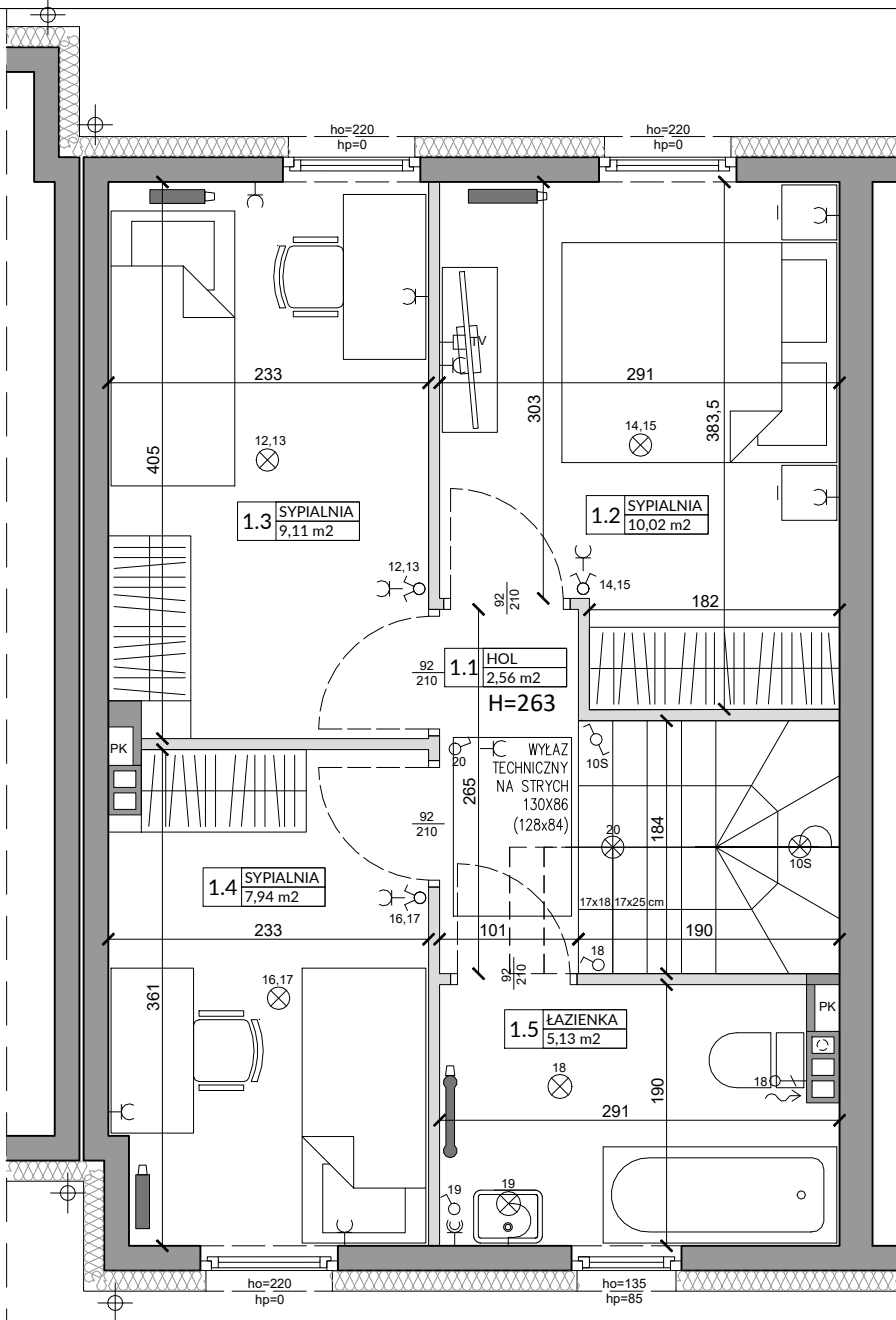 ho=220
hp=0
ho=220
hp=0
TV
233
291
303
383,5
405
12,13
14,15
1.3 SYPIALNIA
9,11 m2
1.2 SYPIALNIA
10,02 m2
12,13
14,15
92
210
182
92
210
1.1 HOL
2,56 m2
H=263
PK
20
WYŁAZ
TECHNICZNY
NA STRYCH
130X86
(128x84)
10S
265
92
210
20
184
10S
1.4 SYPIALNIA
7,94 m2
16,17
17x18,17x25 cm
233
101
190
18
92
210
361
16,17
PK
1.5 ŁAZIENKA
5,13 m2
18
18
190
291
19
19
ho=220
hp=0
ho=135
hp=85